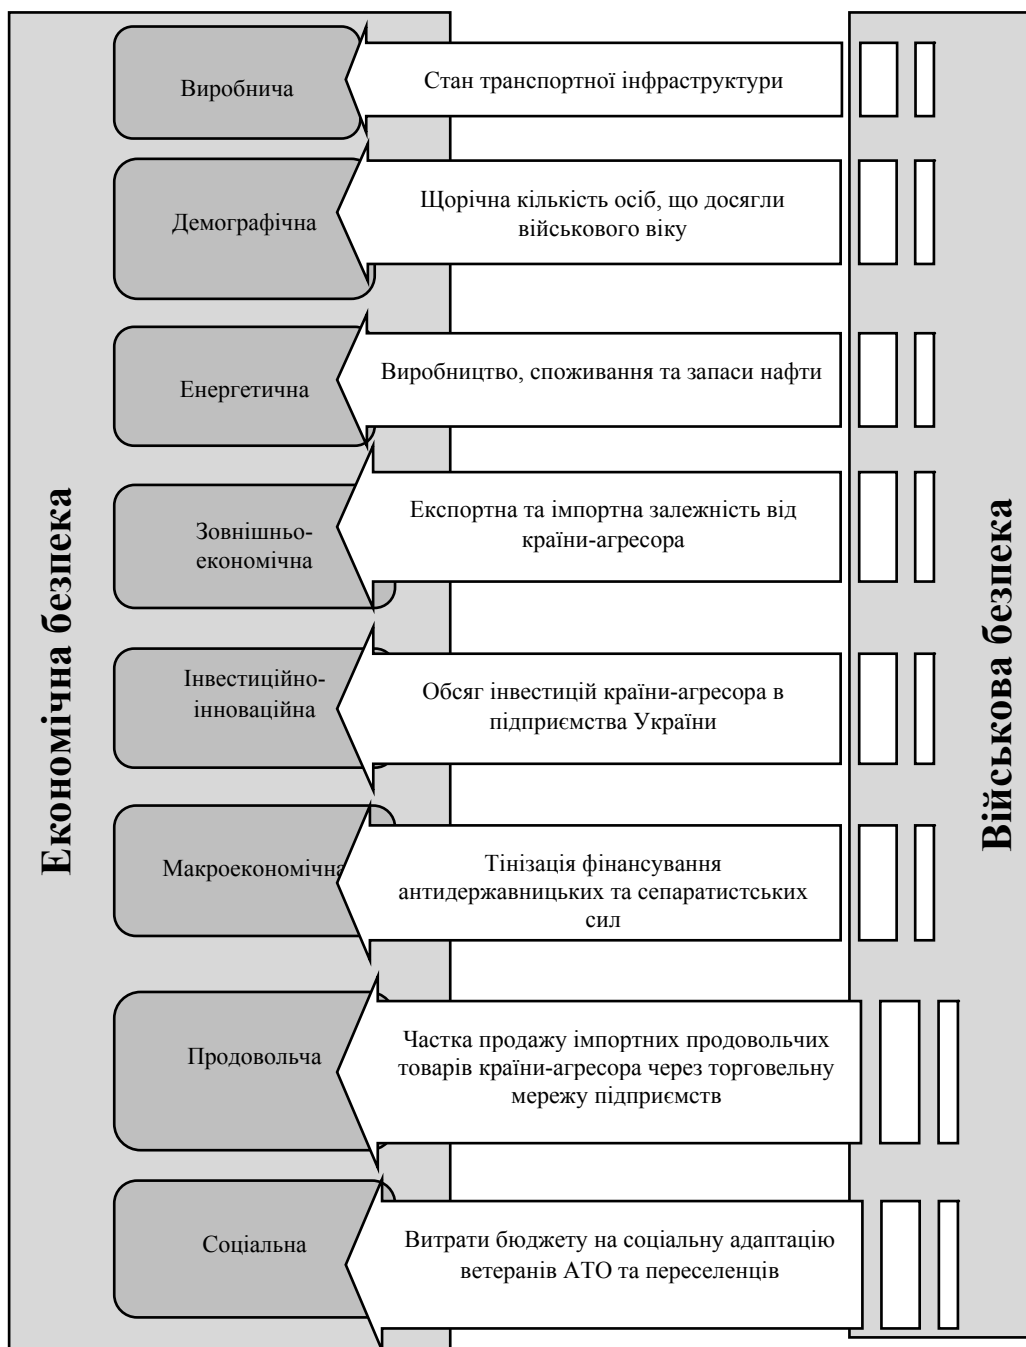 Економічна безпека
Виробнича
Стан транспортної інфраструктури
Демографічна
Щорічна кількість осіб, що досягли
військового віку
Енергетична
Виробництво, споживання та запаси нафти
Зовнішньо-
економічна
Експортна та імпортна залежність від
країни-агресора
Інвестиційно-
інноваційна
Обсяг інвестицій країни-агресора в
підприємства України
Макроекономічна
Тінізація фінансування
антидержавницьких та сепаратистських
сил
Продовольча
Частка продажу імпортних продовольчих
товарів країни-агресора через торговельну
мережу підприємств
Соціальна
Витрати бюджету на соціальну адаптацію
ветеранів АТО та переселенців
Військова безпека